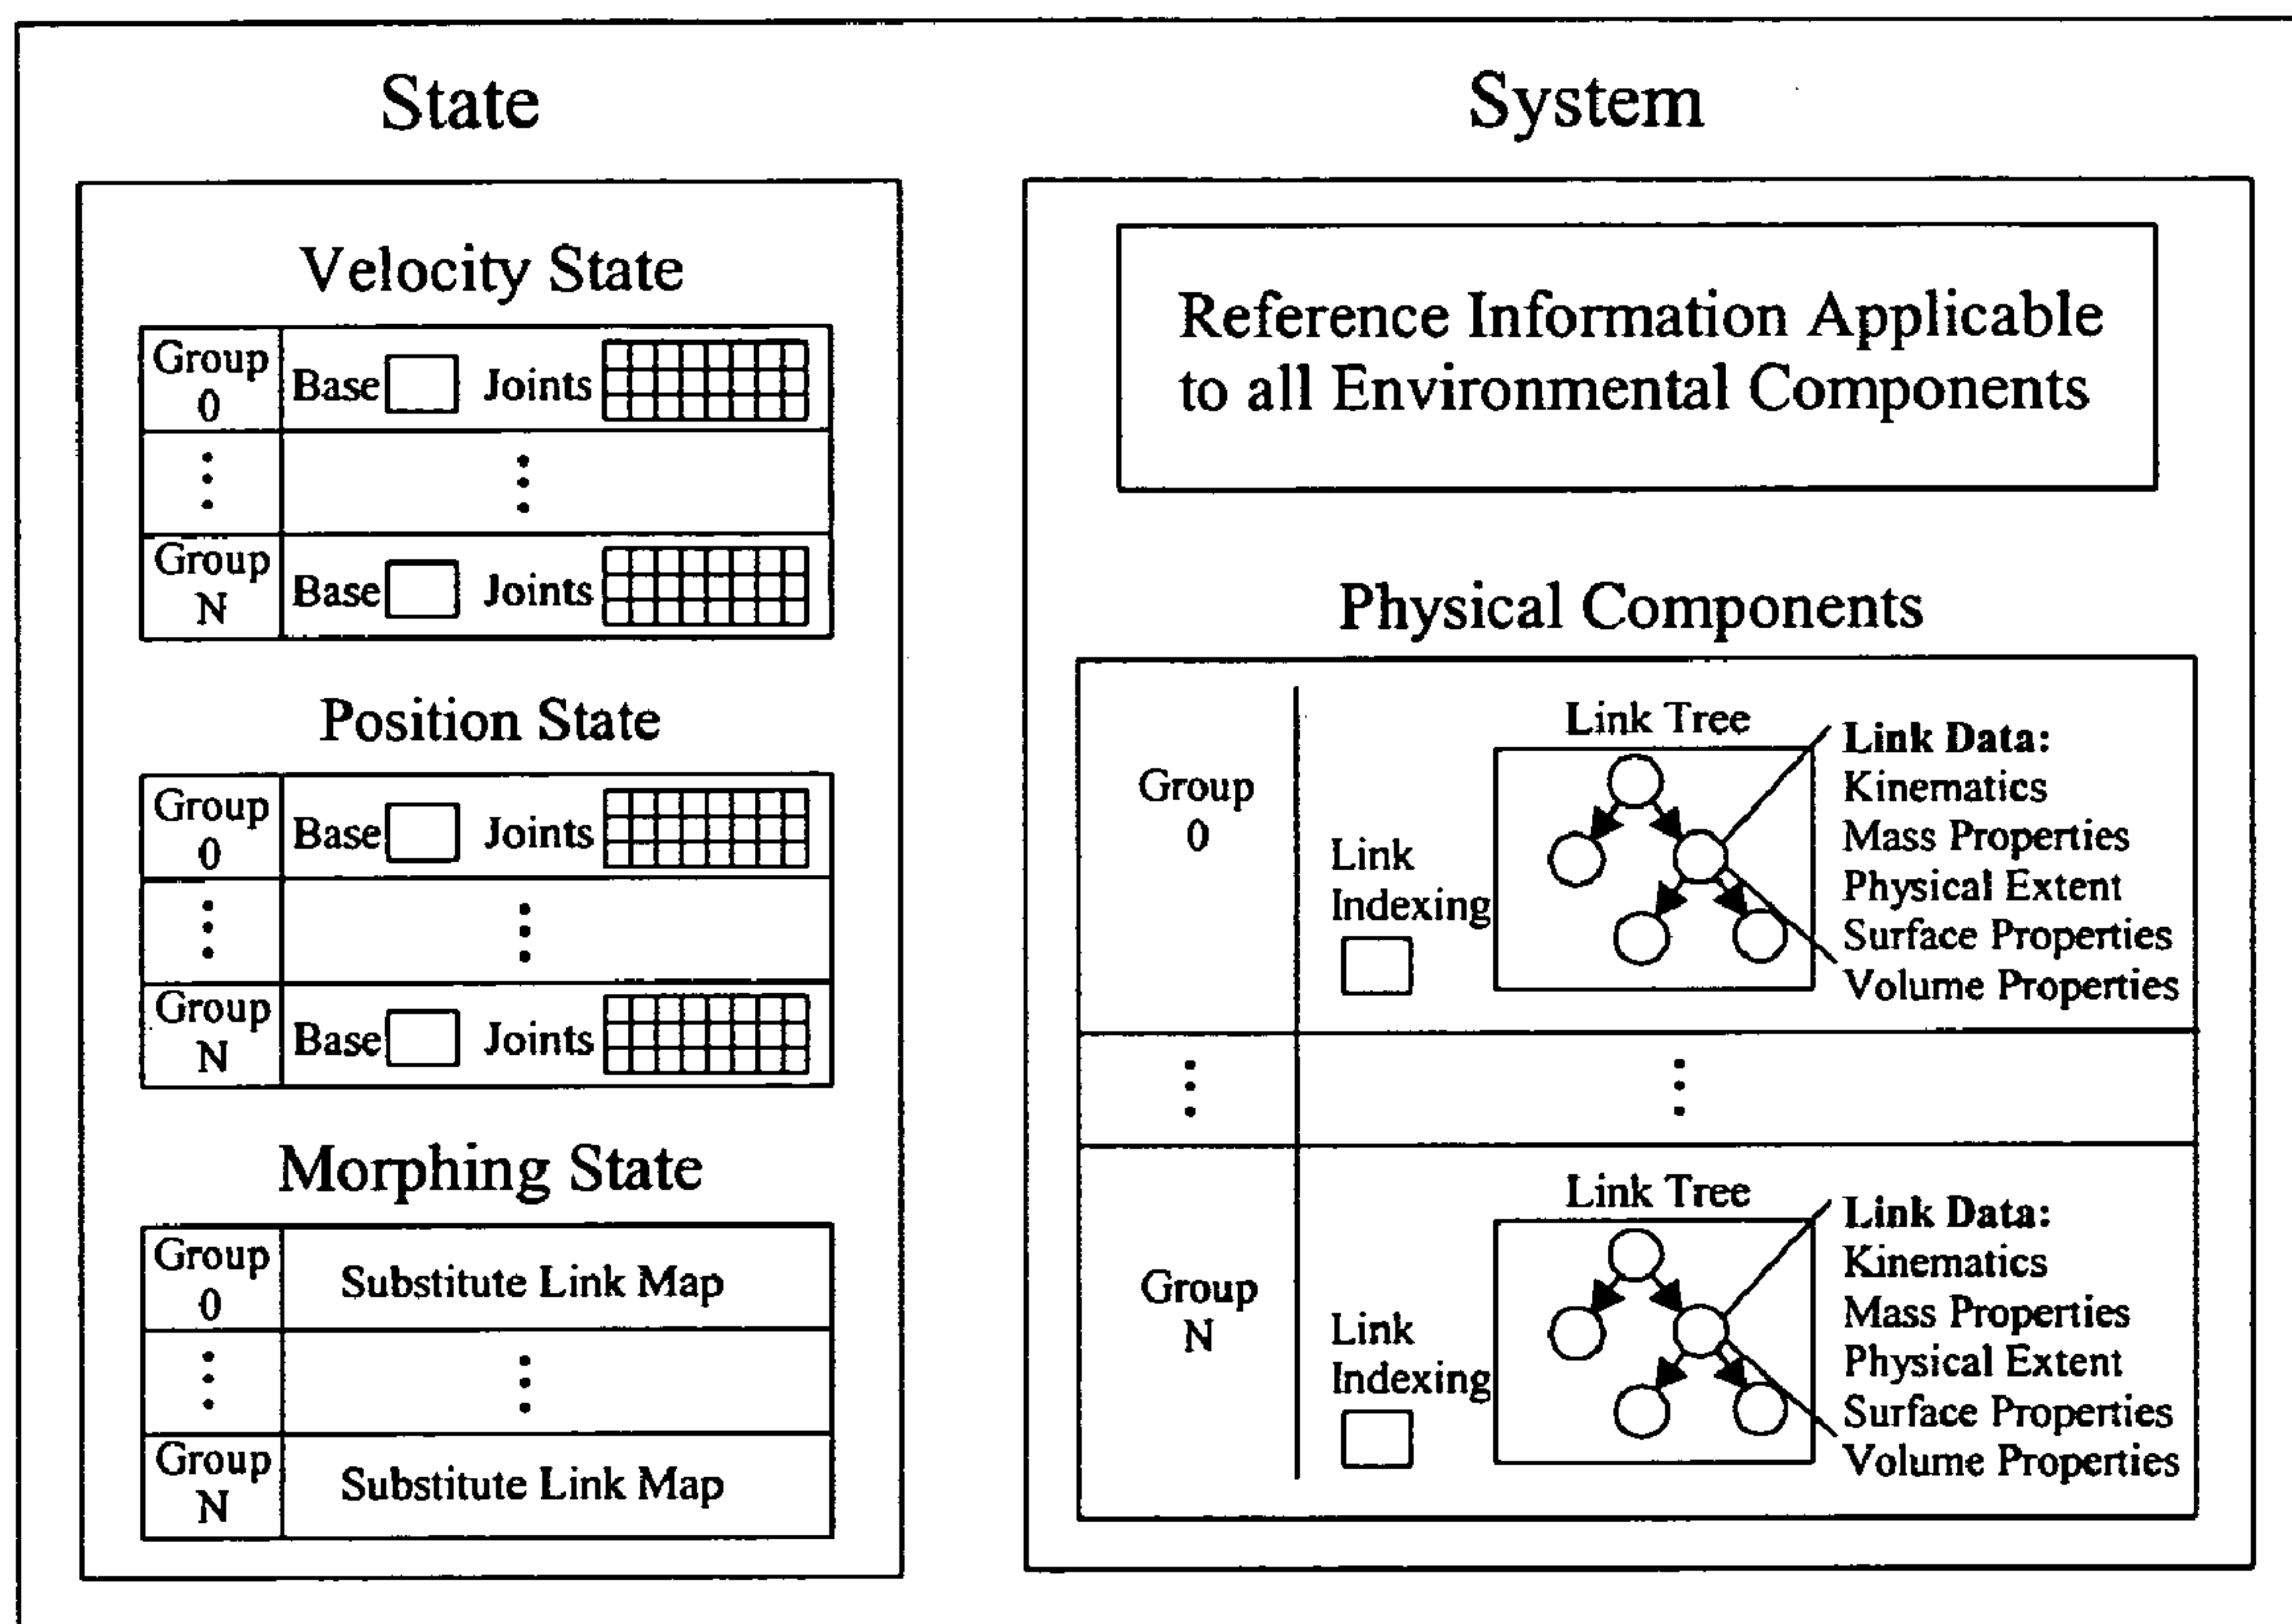 State
Velocity State
Group
0
Base Joints
Group
N
Base Joints
Position State
Group
0
Base Joints
Group
N
Base Joints
Morphing State
Group
0
Substitute Link Map
Group
N
Substitute Link Map
System
Reference Information Applicable
to all Environmental Components
Physical Components
Group
0
Link
Indexing
Link Tree
Link Data:
Kinematics
Mass Properties
Physical Extent
Surface Properties
Volume Properties
Group
N
Link
Indexing
Link Tree
Link Data:
Kinematics
Mass Properties
Physical Extent
Surface Properties
Volume Properties